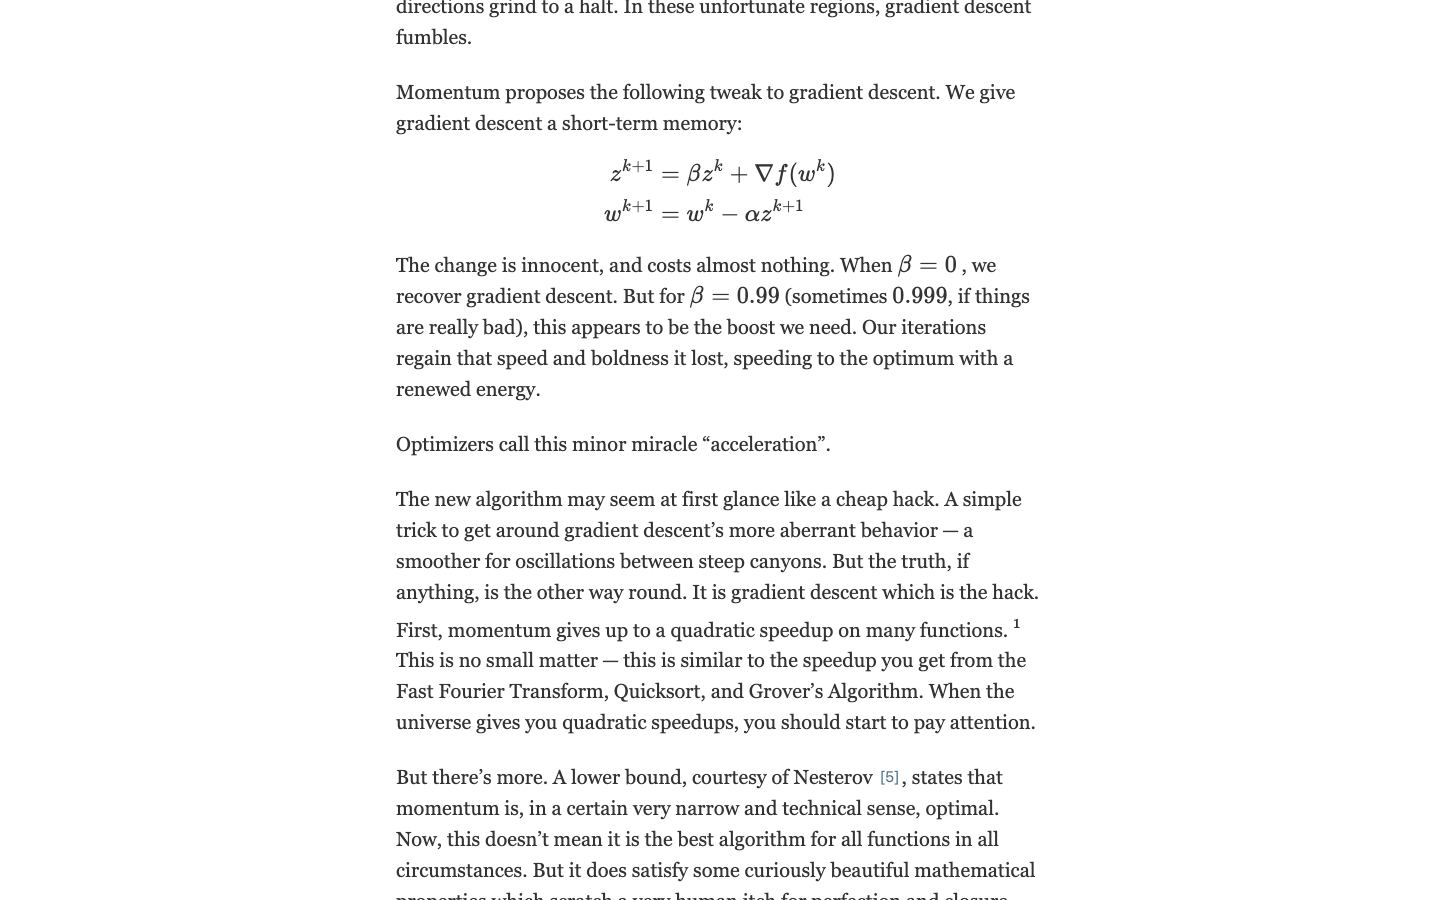 directions grind to a halt. In these unfortunate regions, gradient descent
fumbles.
Momentum proposes the following tweak to gradient descent. We give
gradient descent a short-term memory:
z^{k+1} = βz^k + ∇f(w^k)
w^{k+1} = w^k − αz^{k+1}
The change is innocent, and costs almost nothing. When β = 0 , we
recover gradient descent. But for β = 0.99 (sometimes 0.999, if things
are really bad), this appears to be the boost we need. Our iterations
regain that speed and boldness it lost, speeding to the optimum with a
renewed energy.
Optimizers call this minor miracle “acceleration”.
The new algorithm may seem at first glance like a cheap hack. A simple
trick to get around gradient descent’s more aberrant behavior — a
smoother for oscillations between steep canyons. But the truth, if
anything, is the other way round. It is gradient descent which is the hack.
First, momentum gives up to a quadratic speedup on many functions. ¹
This is no small matter — this is similar to the speedup you get from the
Fast Fourier Transform, Quicksort, and Grover’s Algorithm. When the
universe gives you quadratic speedups, you should start to pay attention.
But there’s more. A lower bound, courtesy of Nesterov [5], states that
momentum is, in a certain very narrow and technical sense, optimal.
Now, this doesn’t mean it is the best algorithm for all functions in all
circumstances. But it does satisfy some curiously beautiful mathematical
properties which scratch a very human itch for perfection and closure.